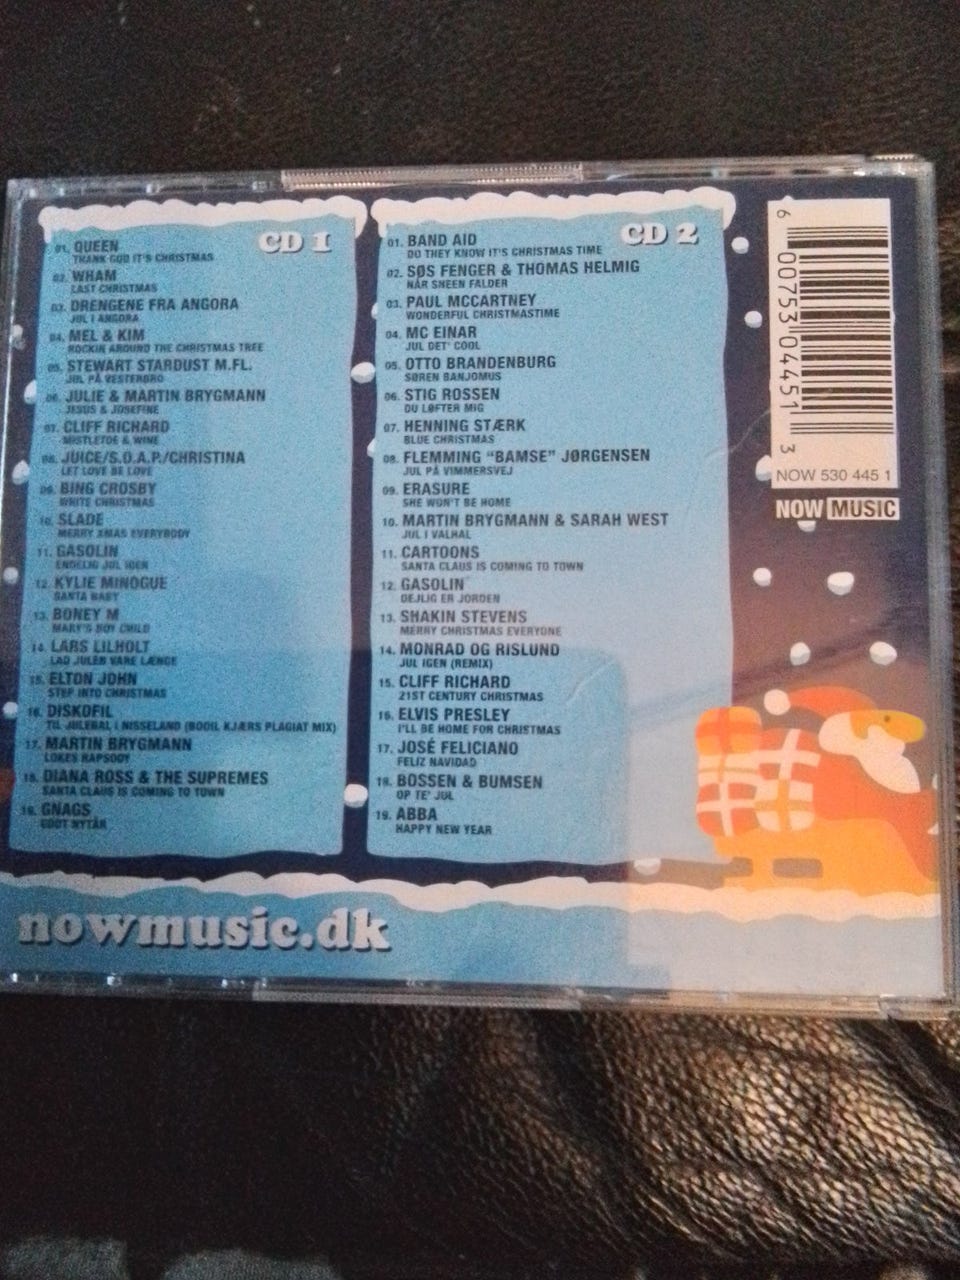 CD 1
01. QUEEN
THANK GOD IT'S CHRISTMAS
02. WHAM
LAST CHRISTMAS
03. DRENGENE FRA ANGORA
JUL I ANGORA
04. MEL & KIM
ROCKIN AROUND THE CHRISTMAS TREE
05. STEWART STARDUST M.FL.
JUL PÅ VESTERBRO
06. JULIE & MARTIN BRYGMANN
JESUS & JOSEFINE
07. CLIFF RICHARD
MISTLETOE & WINE
08. JUICE/S.O.A.P./CHRISTINA
LET LOVE BE LOVE
09. BING CROSBY
WHITE CHRISTMAS
10. SLADE
MERRY XMAS EVERYBODY
11. GASOLIN
ENDELIG JUL IGEN
12. KYLIE MINOGUE
SANTA BABY
13. BONEY M
MARY'S BOY CHILD
14. LARS LILHOLT
LAD JULEN VARE LÆNGE
15. ELTON JOHN
STEP INTO CHRISTMAS
16. DISKOFIL
TIL JULEBAL I NISSELAND (BODIL KJÆRS PLAGIAT MIX)
17. MARTIN BRYGMANN
LOKES RAPSODY
18. DIANA ROSS & THE SUPREMES
SANTA CLAUS IS COMING TO TOWN
19. GNAGS
GODT NYTÅR
CD 2
01. BAND AID
DO THEY KNOW IT'S CHRISTMAS TIME
02. SØS FENGER & THOMAS HELMIG
NÅR SNEEN FALDER
03. PAUL MCCARTNEY
WONDERFUL CHRISTMASTIME
04. MC EINAR
JUL DET' COOL
05. OTTO BRANDENBURG
SØREN BANJOMUS
06. STIG ROSSEN
DU LØFTER MIG
07. HENNING STÆRK
BLUE CHRISTMAS
08. FLEMMING "BAMSE" JØRGENSEN
JUL PÅ VIMMERSVEJ
09. ERASURE
SHE WON'T BE HOME
10. MARTIN BRYGMANN & SARAH WEST
JUL I VALHAL
11. CARTOONS
SANTA CLAUS IS COMING TO TOWN
12. GASOLIN'
DEJLIG ER JORDEN
13. SHAKIN STEVENS
MERRY CHRISTMAS EVERYONE
14. MONRAD OG RISLUND
JUL IGEN (REMIX)
15. CLIFF RICHARD
21ST CENTURY CHRISTMAS
16. ELVIS PRESLEY
I'LL BE HOME FOR CHRISTMAS
17. JOSÉ FELICIANO
FELIZ NAVIDAD
18. BOSSEN & BUMSEN
OP TE' JUL
19. ABBA
HAPPY NEW YEAR
6 00753 04451 3
NOW 530 445 1
NOW MUSIC
nowmusic.dk